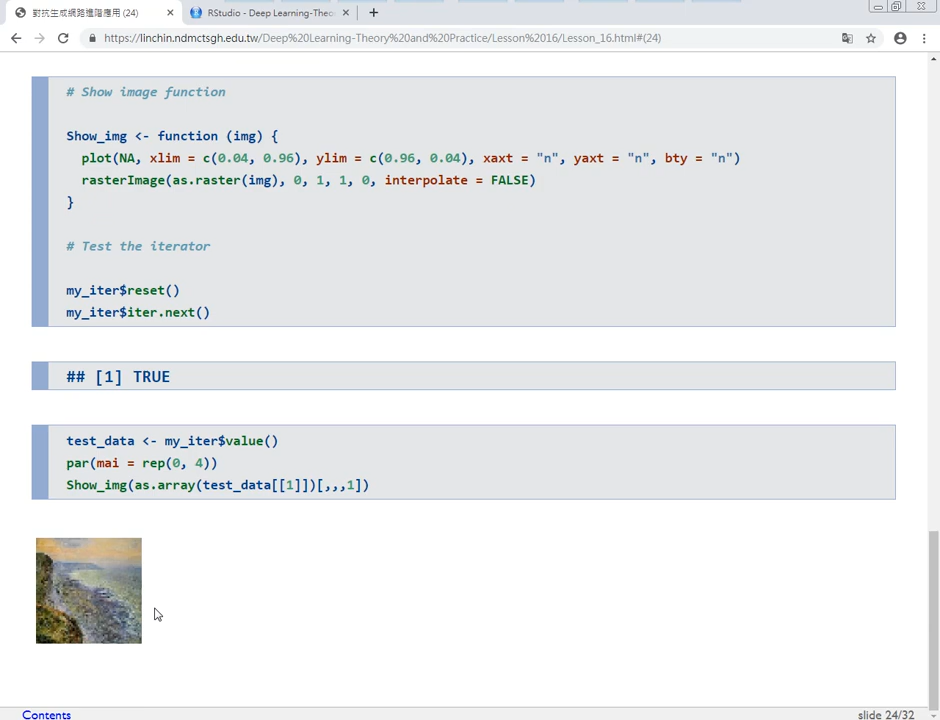 對抗生成網路進階應用 (24)
RStudio - Deep Learning-Theo
https://linchin.ndmctsgh.edu.tw/Deep%20Learning-Theory%20and%20Practice/Lesson%2016/Lesson_16.html#(24)
# Show image function
Show_img <- function (img) {
plot(NA, xlim = c(0.04, 0.96), ylim = c(0.96, 0.04), xaxt = "n", yaxt = "n", bty = "n")
rasterImage(as.raster(img), 0, 1, 1, 0, interpolate = FALSE)
}
# Test the iterator
my_iter$reset()
my_iter$iter.next()
## [1] TRUE
test_data <- my_iter$value()
par(mai = rep(0, 4))
Show_img(as.array(test_data[[1]])[,,,1])
Contents
slide 24/32